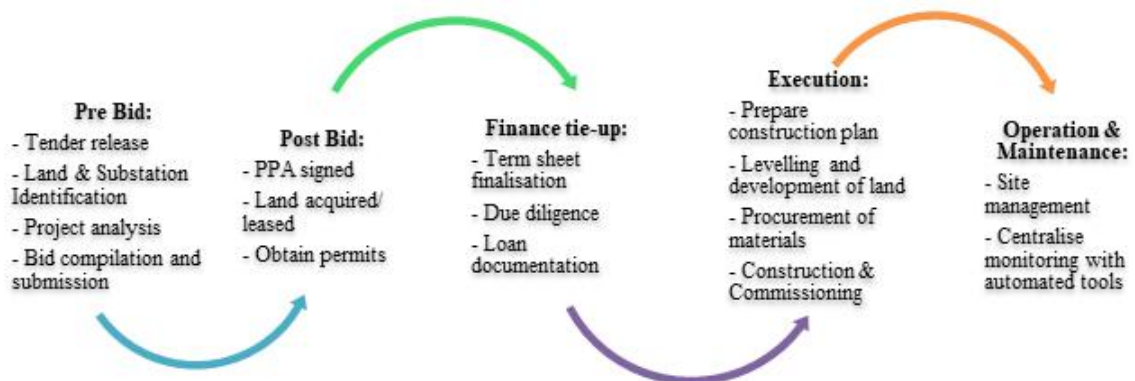 Pre Bid:
- Tender release
- Land & Substation
Identification
- Project analysis
- Bid compilation and
submission
Post Bid:
- PPA signed
- Land acquired/
leased
- Obtain permits
Finance tie-up:
- Term sheet
finalisation
- Due diligence
- Loan
documentation
Execution:
- Prepare
construction plan
- Levelling and
development of land
- Procurement of
materials
- Construction &
Commissioning
Operation &
Maintenance:
- Site
management
- Centralise
monitoring with
automated tools